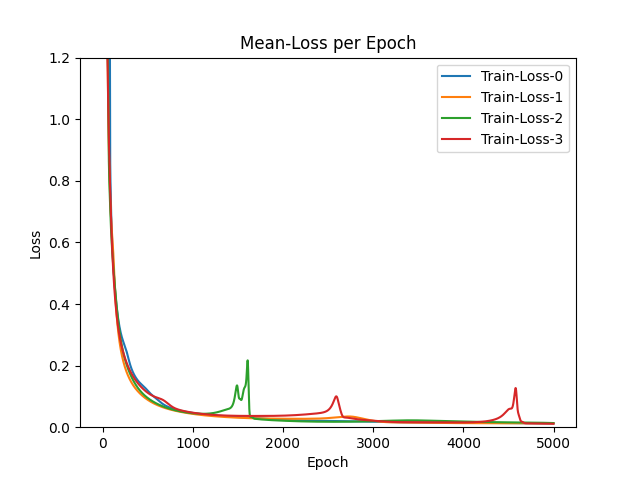 Mean-Loss per Epoch
1.2
1.0
0.8
0.6
0.4
0.2
0.0
Loss
Train-Loss-0
Train-Loss-1
Train-Loss-2
Train-Loss-3
0 1000 2000 3000 4000 5000
Epoch